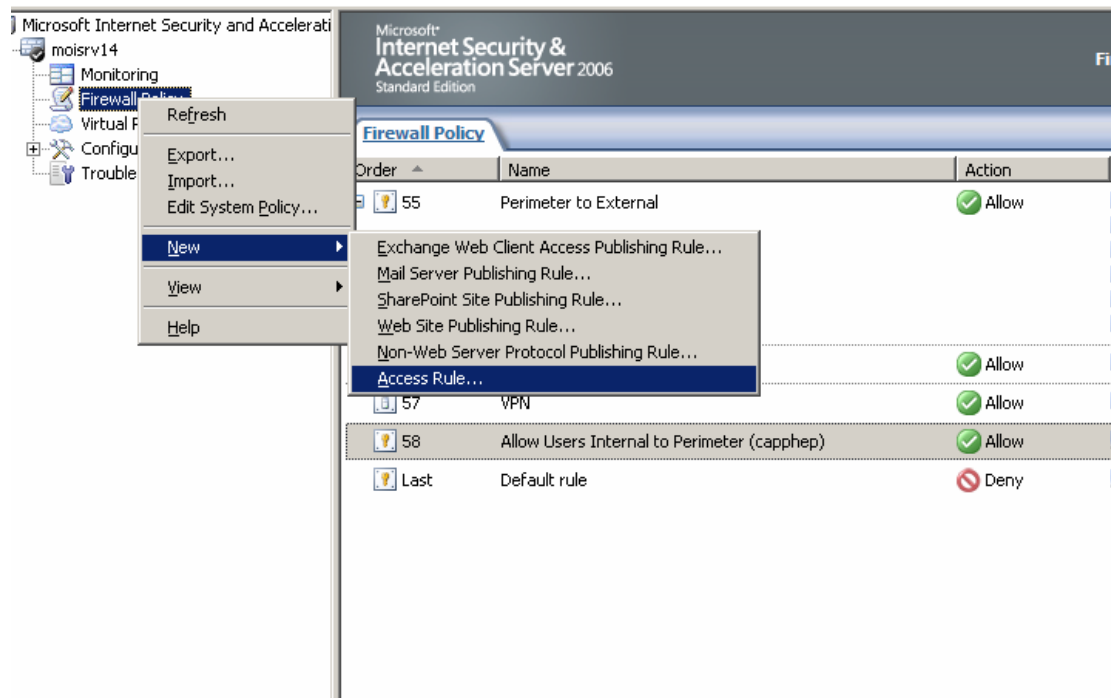 Microsoft Internet Security and Accelerati
moisrv14
Monitoring
Firewall Policy
Virtual P
Configu
Trouble
Refresh
Export...
Import...
Edit System Policy...
New
View
Help
Exchange Web Client Access Publishing Rule...
Mail Server Publishing Rule...
SharePoint Site Publishing Rule...
Web Site Publishing Rule...
Non-Web Server Protocol Publishing Rule...
Access Rule...
Microsoft
Internet Security &
Acceleration Server 2006
Standard Edition
Fi
Firewall Policy
Order Name Action
55 Perimeter to External Allow
Allow
57 VPN Allow
58 Allow Users Internal to Perimeter (capphep) Allow
Last Default rule Deny